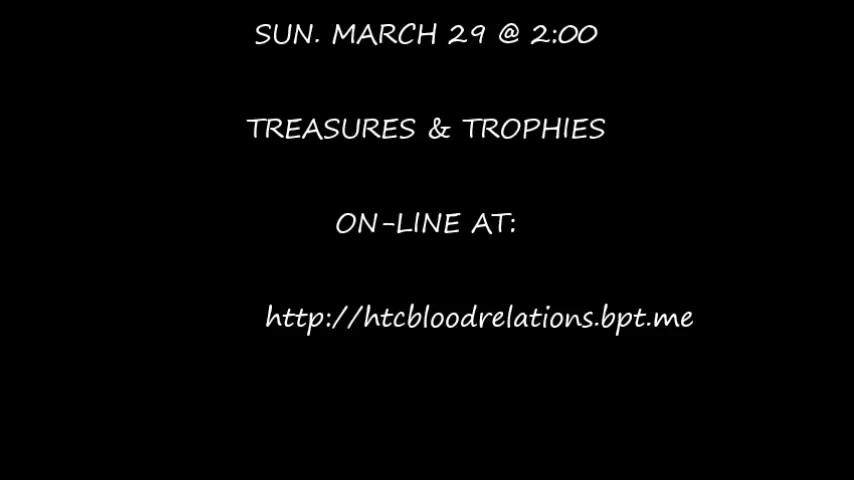 SUN. MARCH 29 @ 2:00
TREASURES & TROPHIES
ON-LINE AT:
http://htcbloodrelations.bpt.me